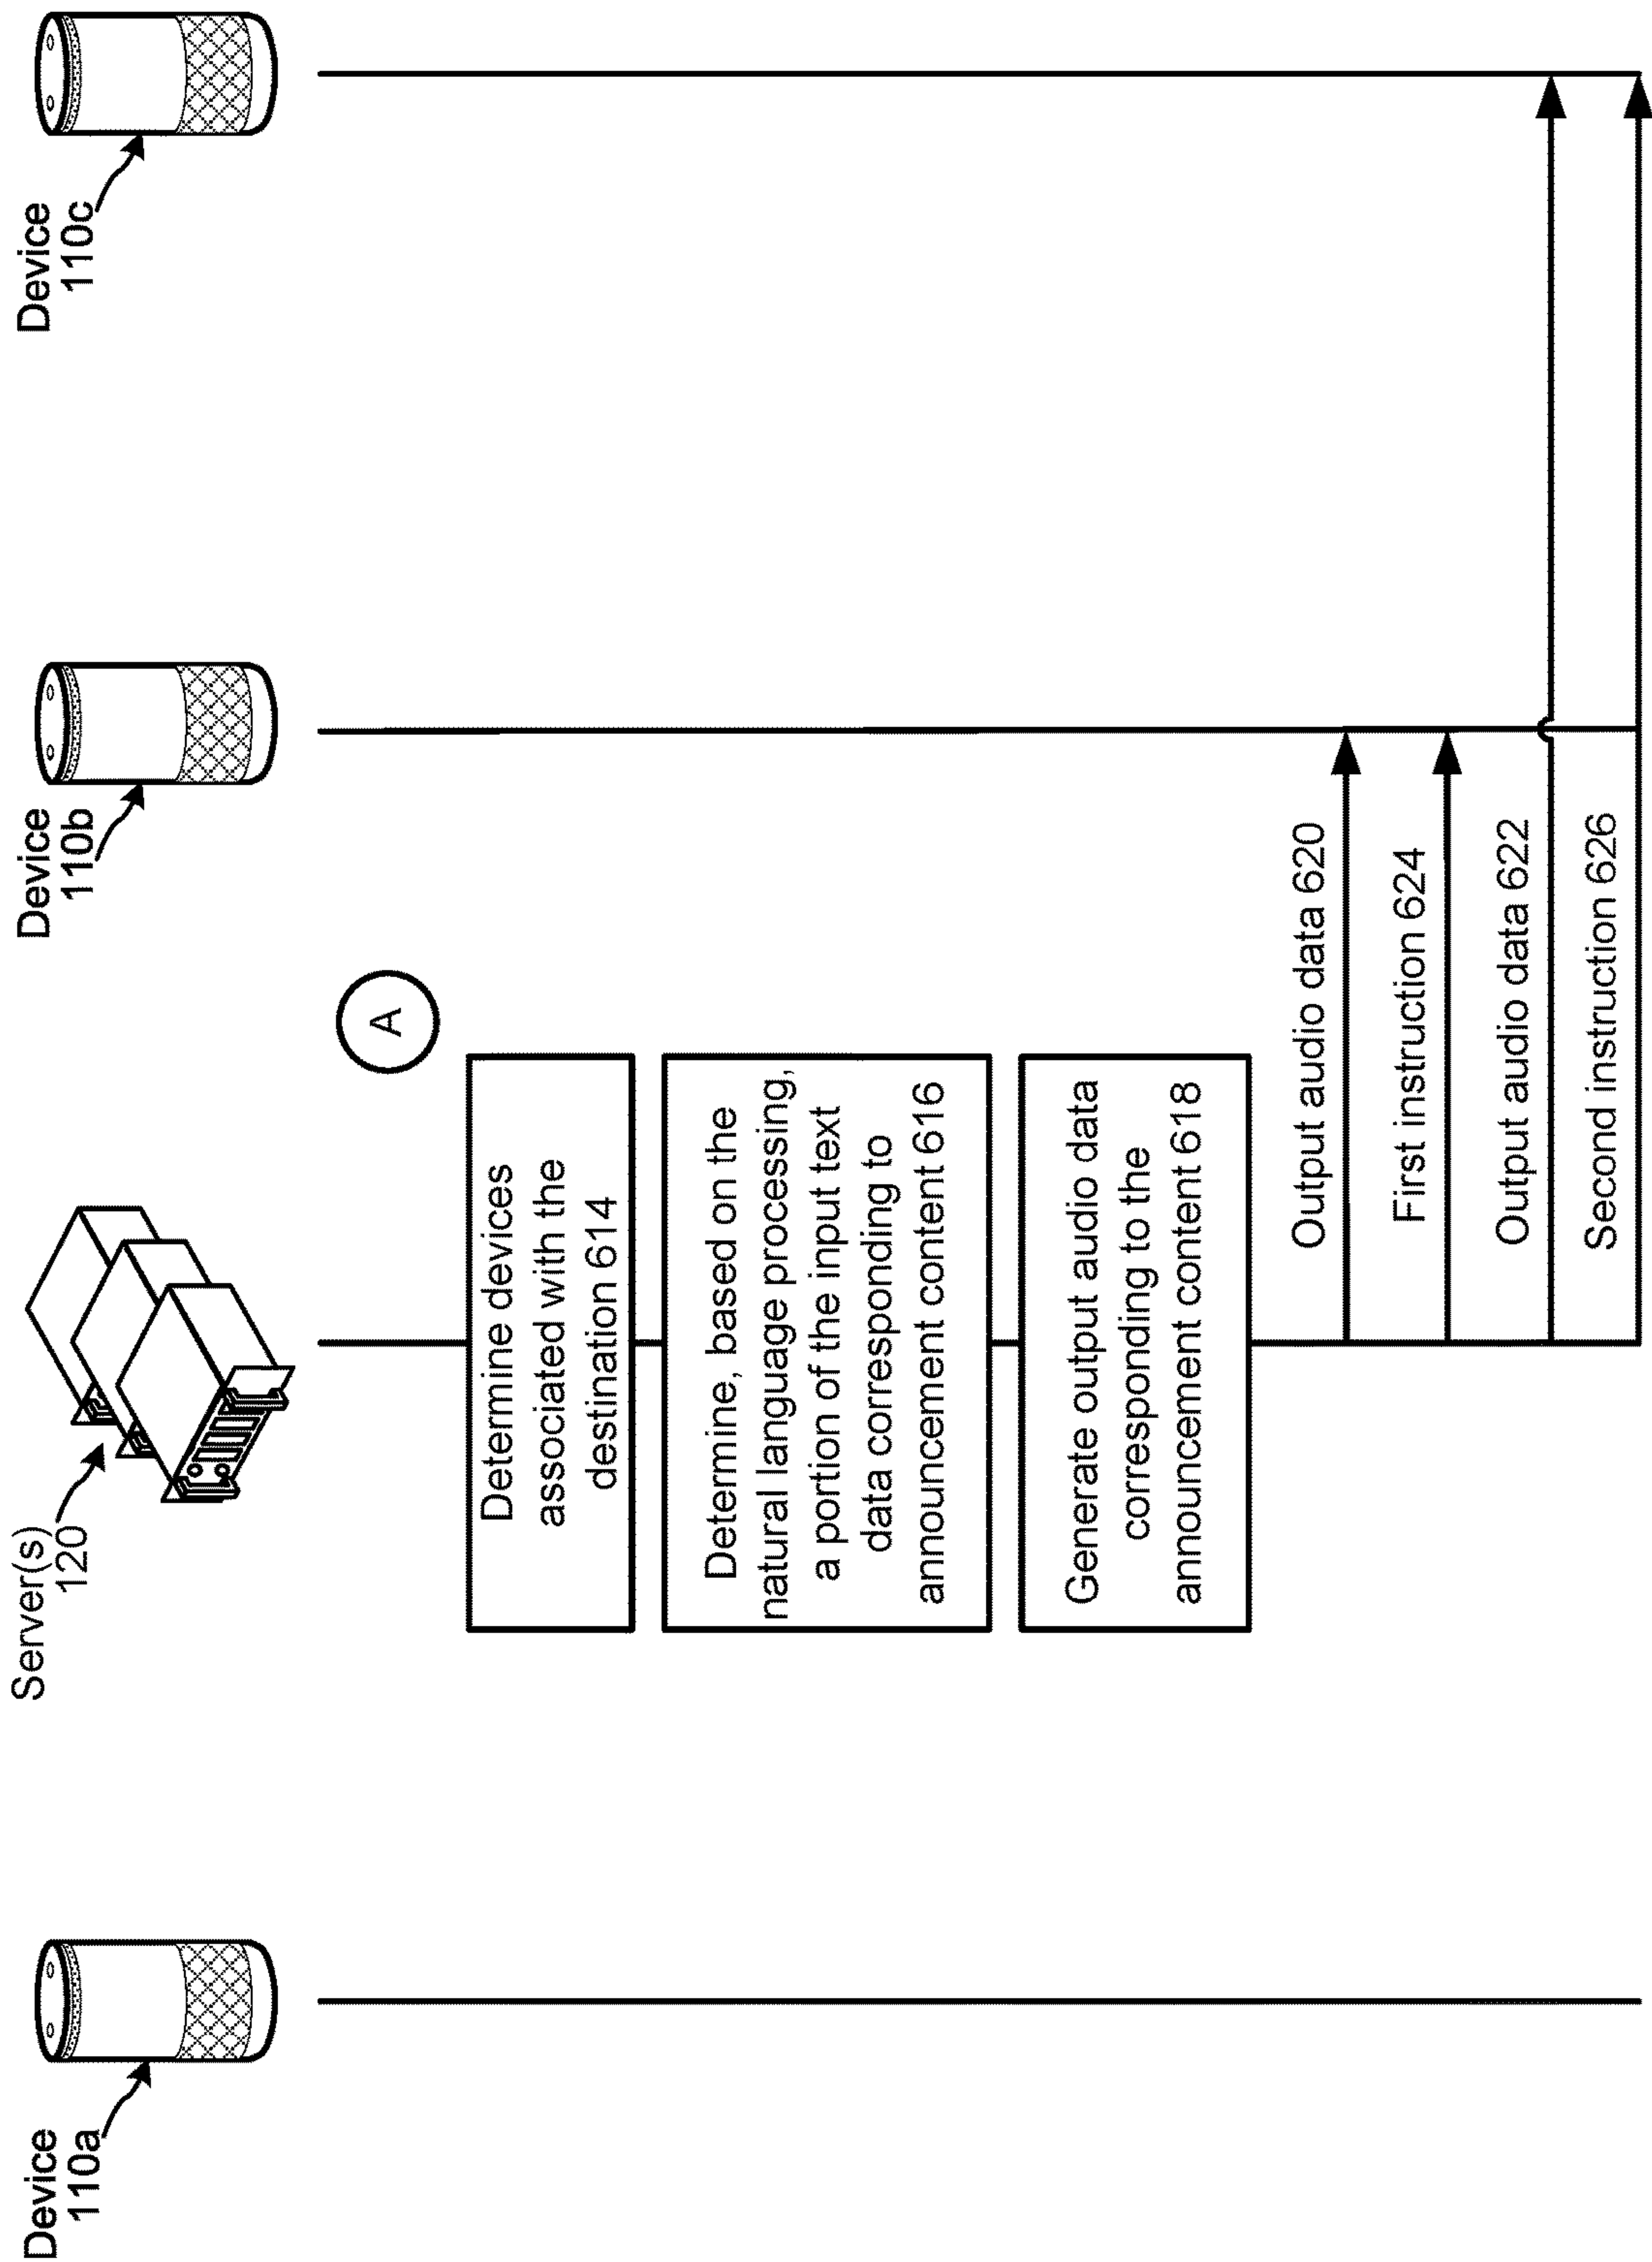 Device
110a
Server(s)
120
Device
110b
Device
110c
A
Determine devices
associated with the
destination 614
Determine, based on the
natural language processing,
a portion of the input text
data corresponding to
announcement content 616
Generate output audio data
corresponding to the
announcement content 618
Output audio data 620
First instruction 624
Output audio data 622
Second instruction 626